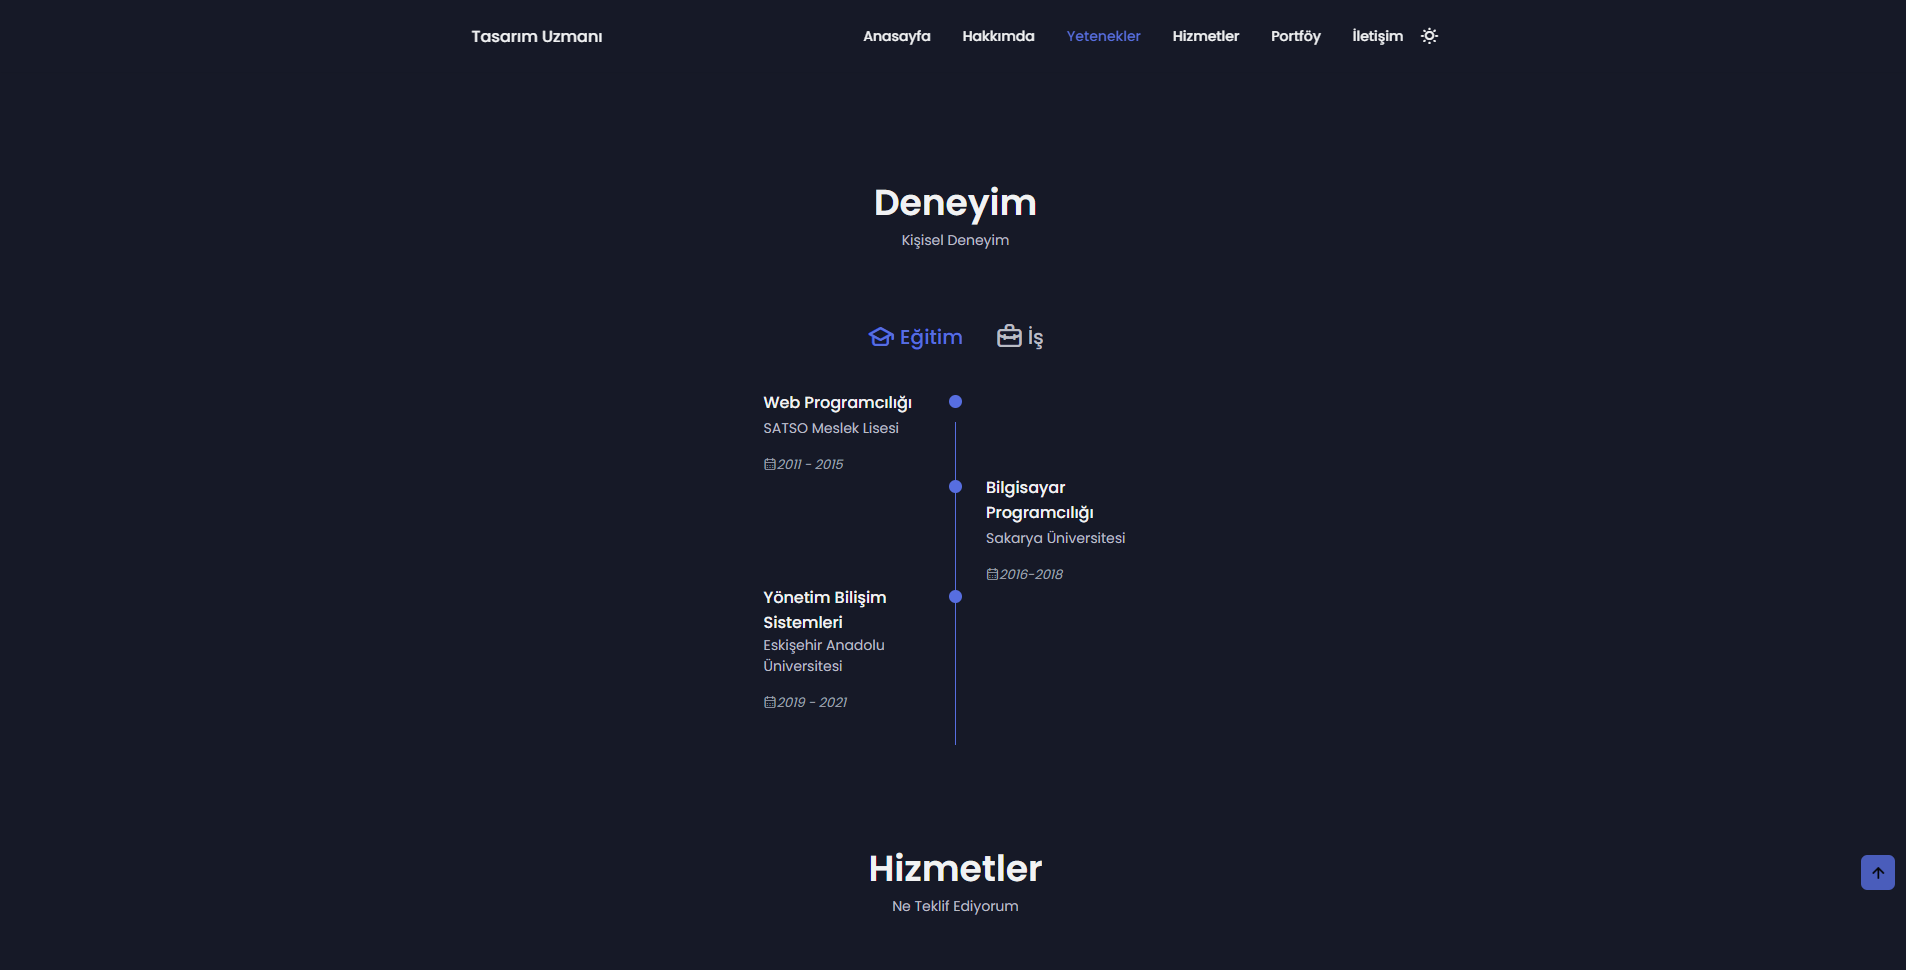 Tasarım Uzmanı
Anasayfa Hakkımda Yetenekler Hizmetler Portföy İletişim
Deneyim
Kişisel Deneyim
Eğitim İş
Web Programcılığı
SATSO Meslek Lisesi
2011 - 2015
Bilgisayar
Programcılığı
Sakarya Üniversitesi
2016-2018
Yönetim Bilişim
Sistemleri
Eskişehir Anadolu
Üniversitesi
2019 - 2021
Hizmetler
Ne Teklif Ediyorum